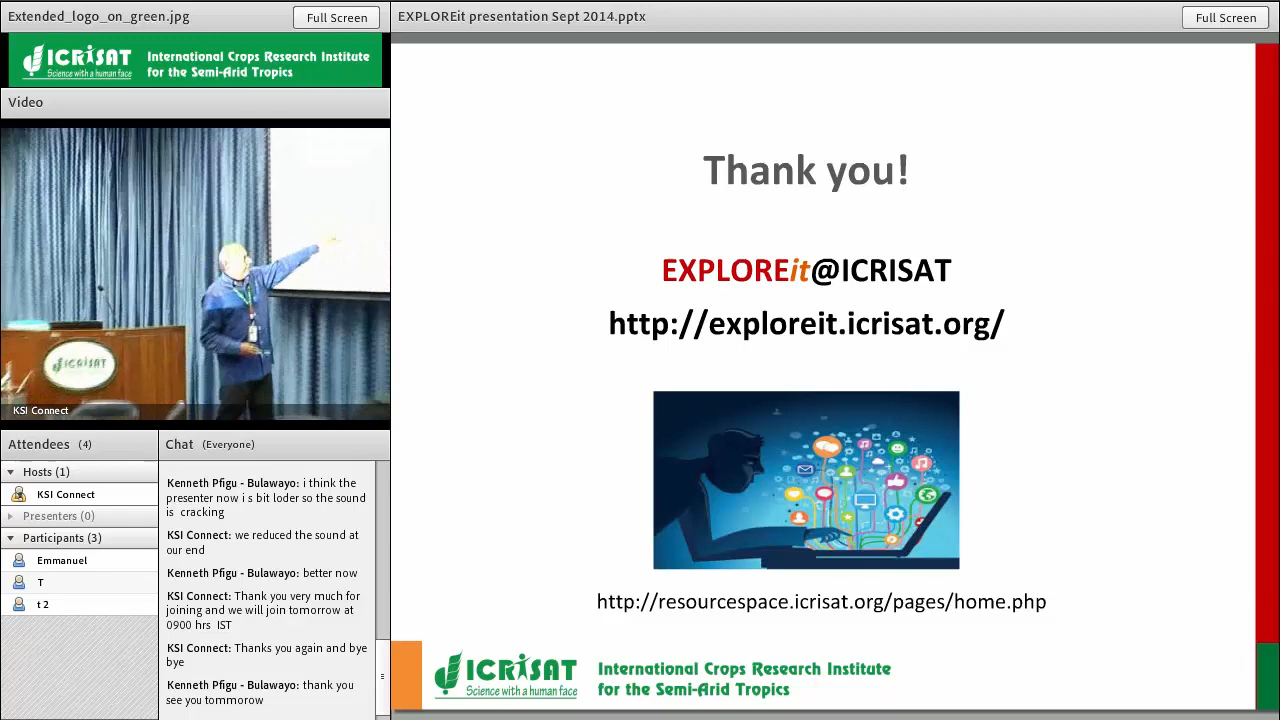 Extended_logo_on_green.jpg
Full Screen
EXPLOREit presentation Sept 2014.pptx
Full Screen
ICRISAT
Science with a human face
International Crops Research Institute
for the Semi-Arid Tropics
Video
ICRISAT
KSI Connect
Thank you!
EXPLOREit@ICRISAT
http://exploreit.icrisat.org/
http://resourcespace.icrisat.org/pages/home.php
ICRISAT
Science with a human face
International Crops Research Institute
for the Semi-Arid Tropics
Attendees (4)
Hosts (1)
KSI Connect
Presenters (0)
Participants (3)
Emmanuel
T
t 2
Chat (Everyone)
Kenneth Pfigu - Bulawayo: i think the
presenter now i s bit loder so the sound
is cracking
KSI Connect: we reduced the sound at
our end
Kenneth Pfigu - Bulawayo: better now
KSI Connect: Thank you very much for
joining and we will join tomorrow at
0900 hrs IST
KSI Connect: Thanks you again and bye
bye
Kenneth Pfigu - Bulawayo: thank you
see you tommorow